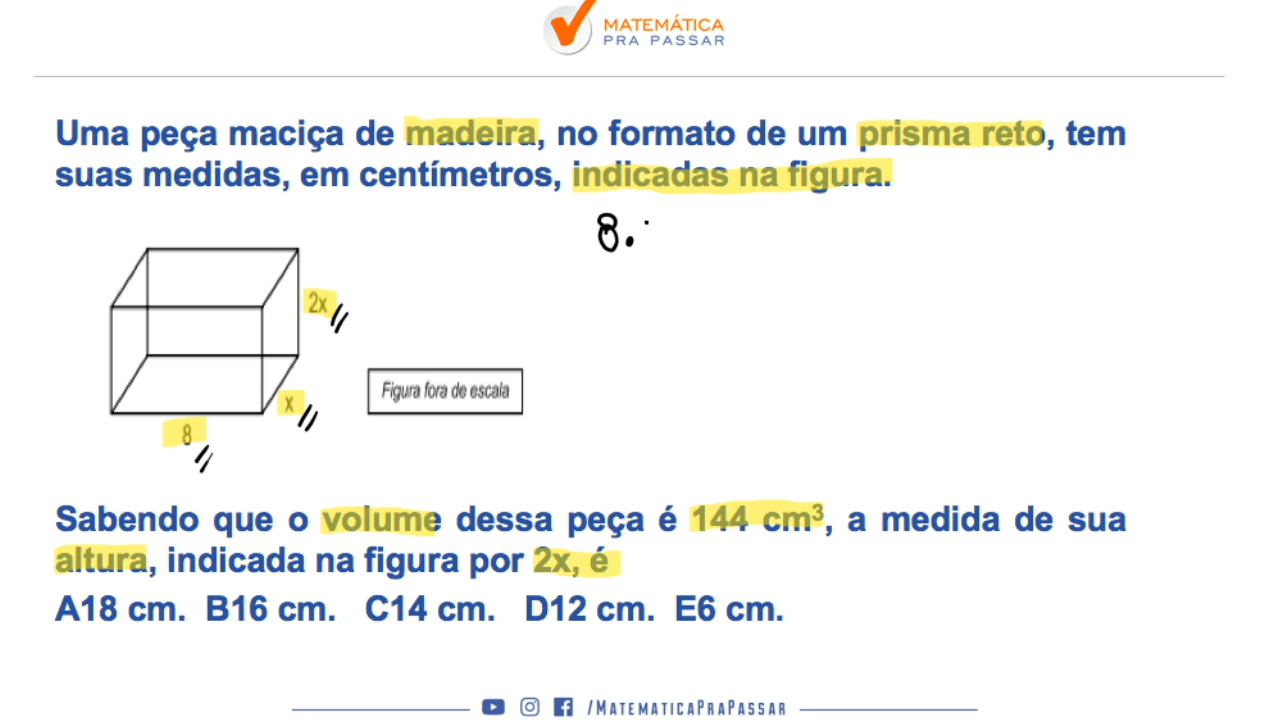 MATEMÁTICA
PRA PASSAR
Uma peça maciça de madeira, no formato de um prisma reto, tem
suas medidas, em centímetros, indicadas na figura.
8.
2x
Figura fora de escala
x
8
Sabendo que o volume dessa peça é 144 cm³, a medida de sua
altura, indicada na figura por 2x, é
A18 cm. B16 cm. C14 cm. D12 cm. E6 cm.
/MATEMATICAPRAPASSAR